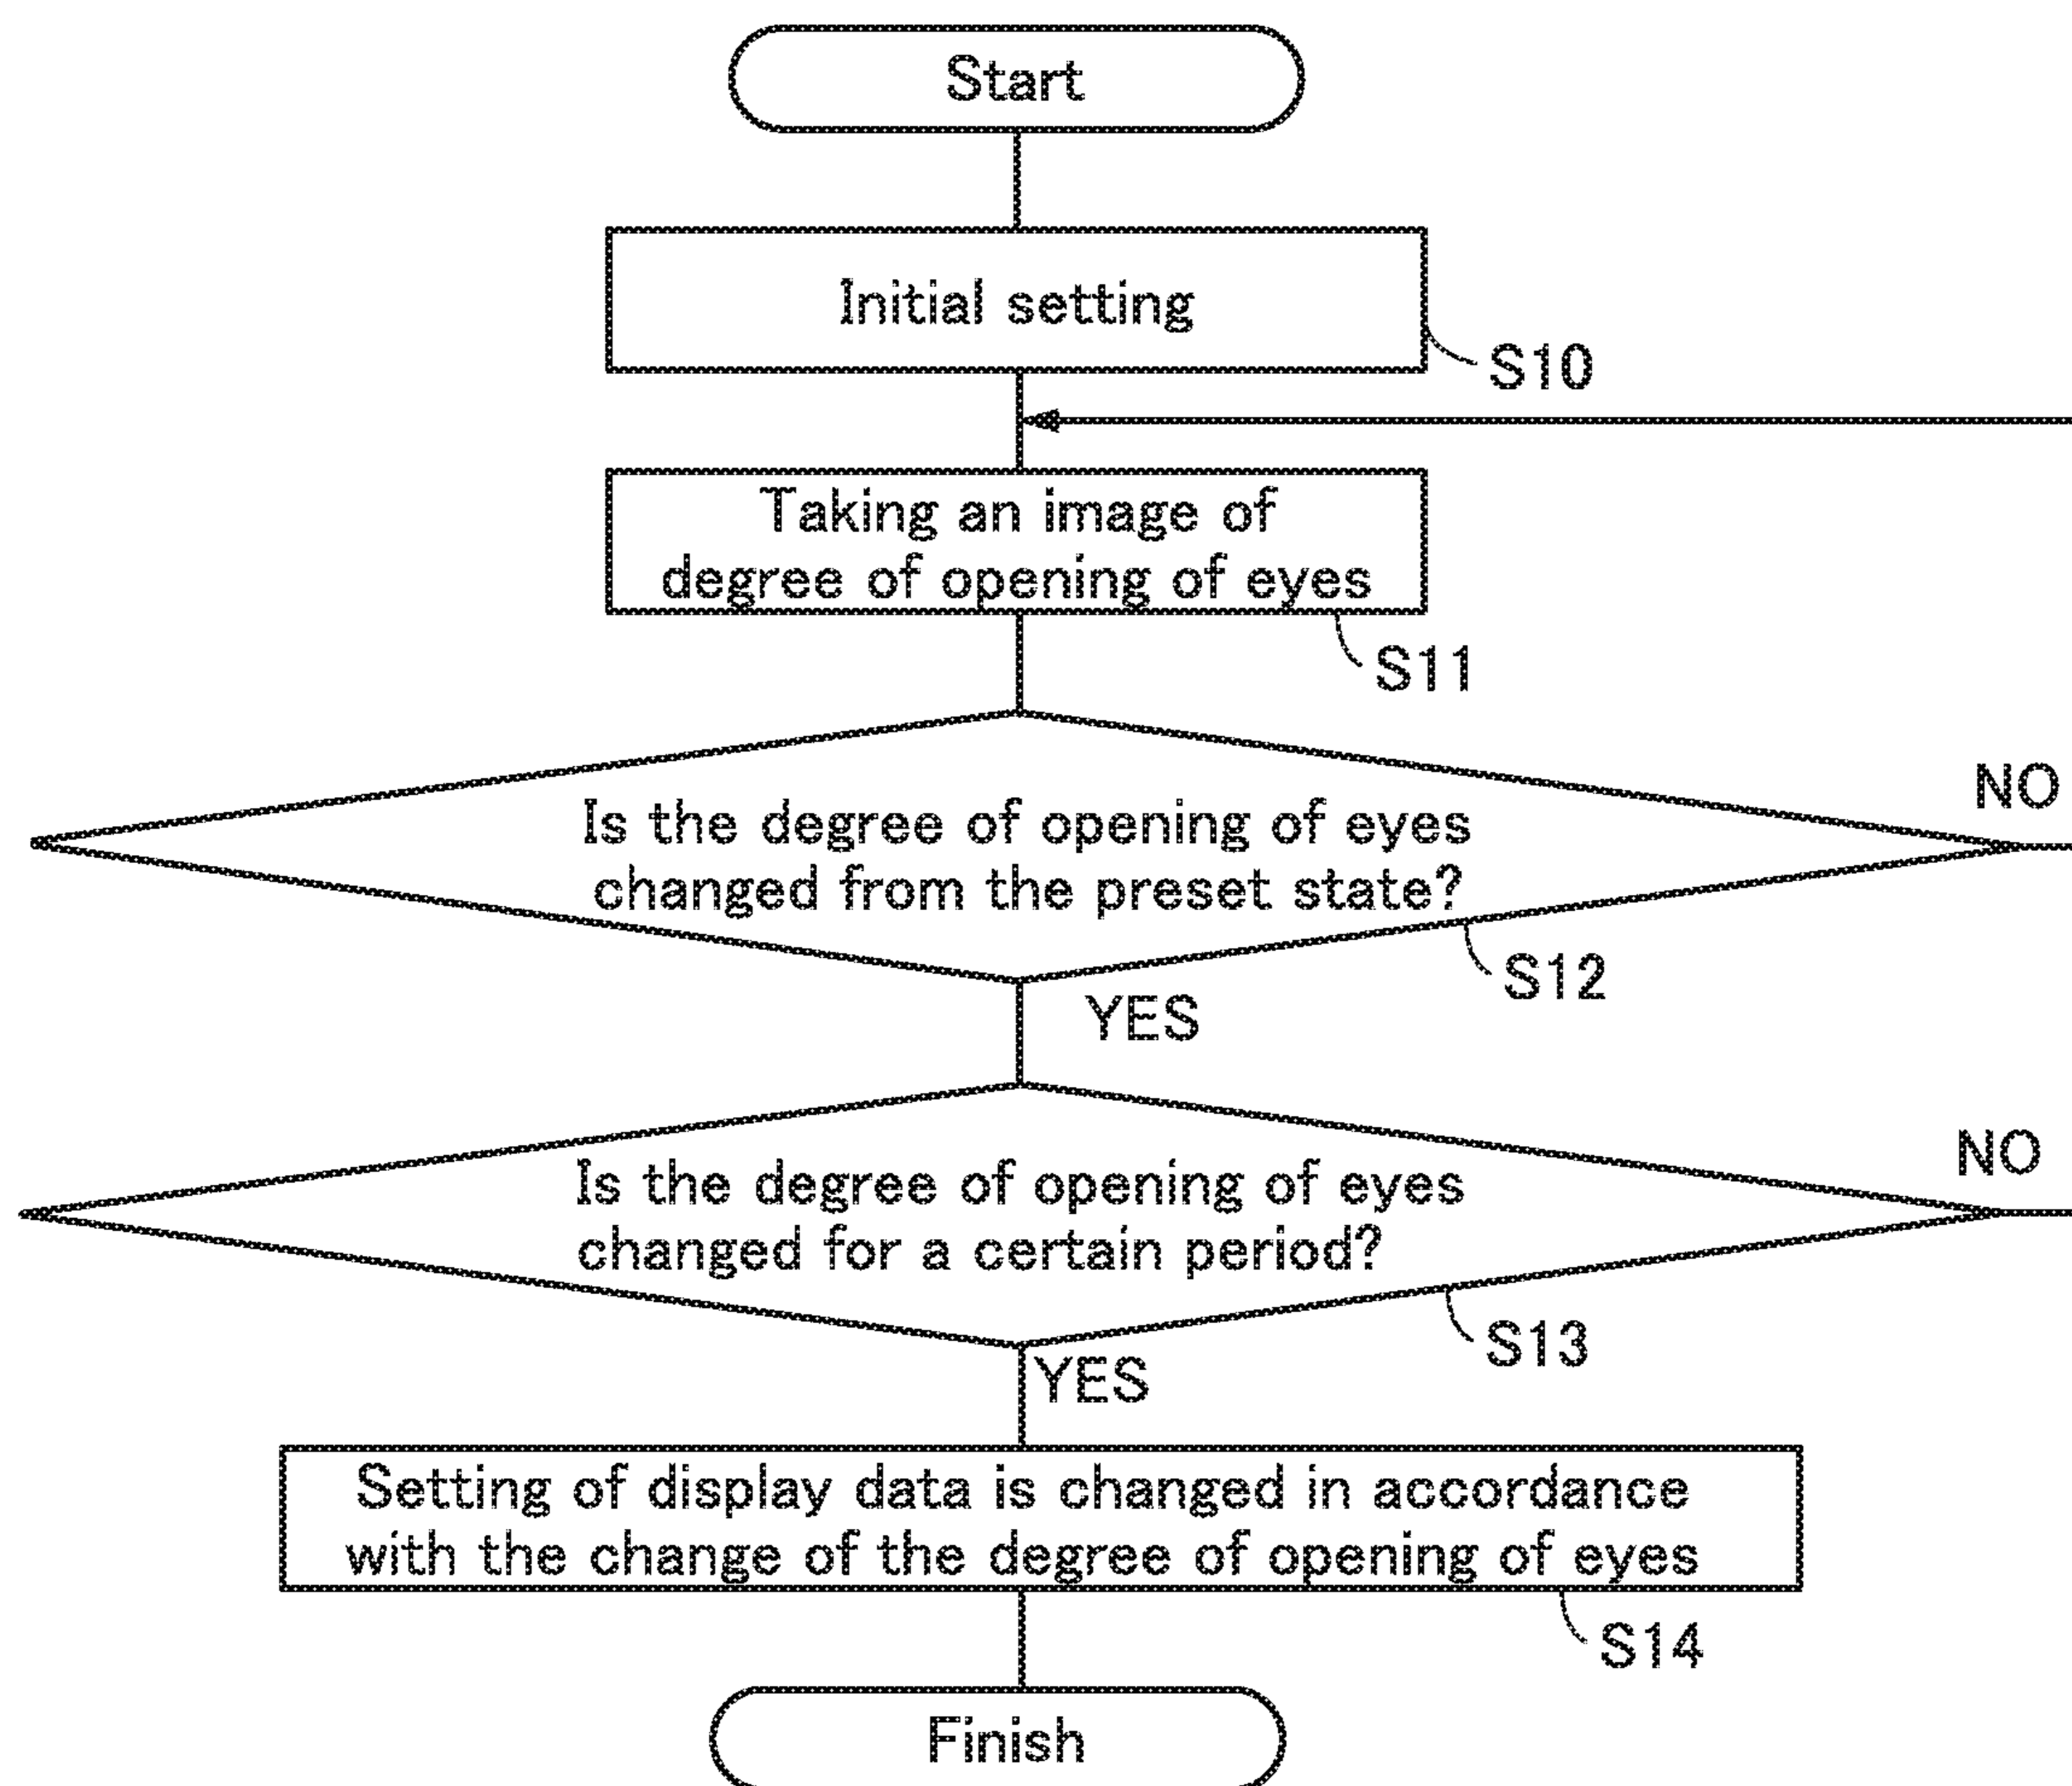 Start
Initial setting
S10
Taking an image of
degree of opening of eyes
S11
NO
Is the degree of opening of eyes
changed from the preset state?
S12
YES
NO
Is the degree of opening of eyes
changed for a certain period?
S13
YES
Setting of display data is changed in accordance
with the change of the degree of opening of eyes
S14
Finish